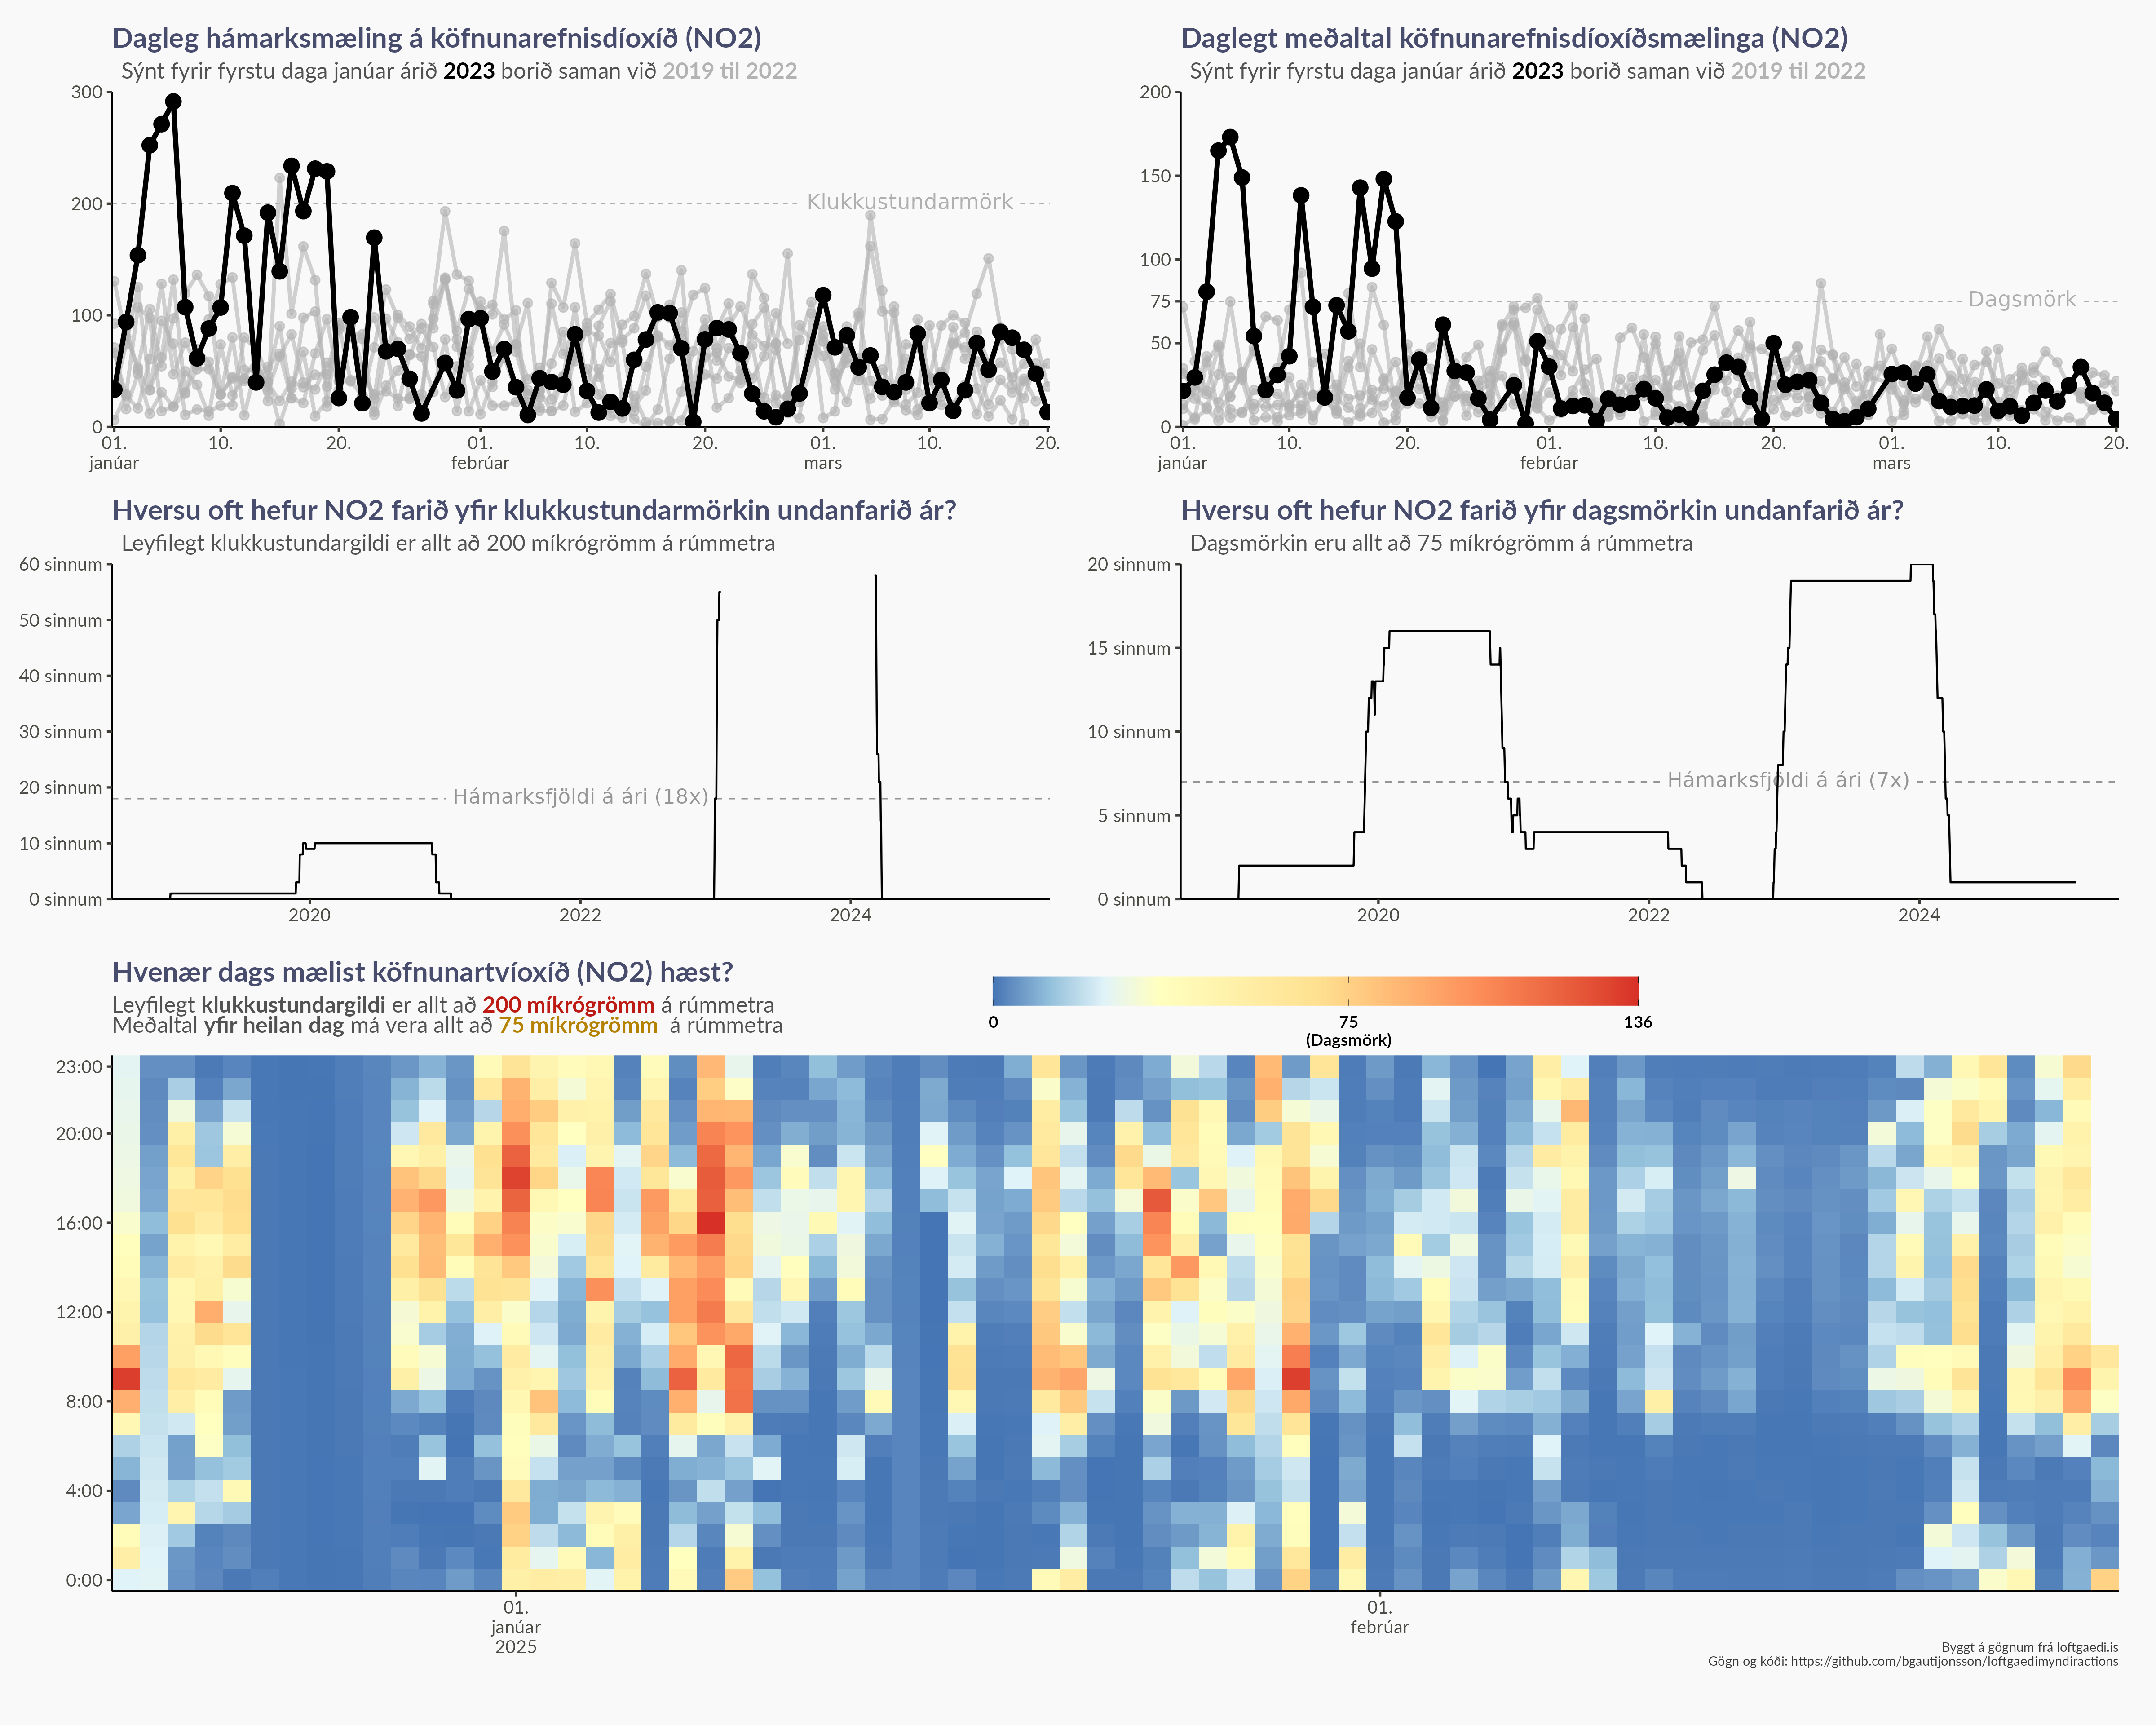 Dagleg hámarksmæling á köfnunarefnisdíoxíð (NO2)
Sýnt fyrir fyrstu daga janúar árið 2023 borið saman við 2019 til 2022
300
200
100
0
Klukkustundarmörk
01. 10. 20. 01. 10. 20. 01. 10. 20.
janúar febrúar mars
Daglegt meðaltal köfnunarefnisdíoxíðsmælinga (NO2)
Sýnt fyrir fyrstu daga janúar árið 2023 borið saman við 2019 til 2022
200
150
100
75
50
0
Dagsmörk
01. 10. 20. 01. 10. 20. 01. 10. 20.
janúar febrúar mars
Hversu oft hefur NO2 farið yfir klukkustundarmörkin undanfarið ár?
Leyfilegt klukkustundargildi er allt að 200 míkrógrömm á rúmmetra
60 sinnum
50 sinnum
40 sinnum
30 sinnum
20 sinnum
10 sinnum
0 sinnum
Hámarksfjöldi á ári (18x)
2020 2022 2024
Hversu oft hefur NO2 farið yfir dagsmörkin undanfarið ár?
Dagsmörkin eru allt að 75 míkrógrömm á rúmmetra
20 sinnum
15 sinnum
10 sinnum
5 sinnum
0 sinnum
Hámarksfjöldi á ári (7x)
2020 2022 2024
Hvenær dags mælist köfnunartvíoxíð (NO2) hæst?
Leyfilegt klukkustundargildi er allt að 200 míkrógrömm á rúmmetra
Meðaltal yfir heilan dag má vera allt að 75 míkrógrömm á rúmmetra
0 75 136
(Dagsmörk)
23:00
20:00
16:00
12:00
8:00
4:00
0:00
01. 01.
janúar febrúar
2025
Byggt á gögnum frá loftgaedi.is
Gögn og kóði: https://github.com/bgautijonsson/loftgaedimyndiractions